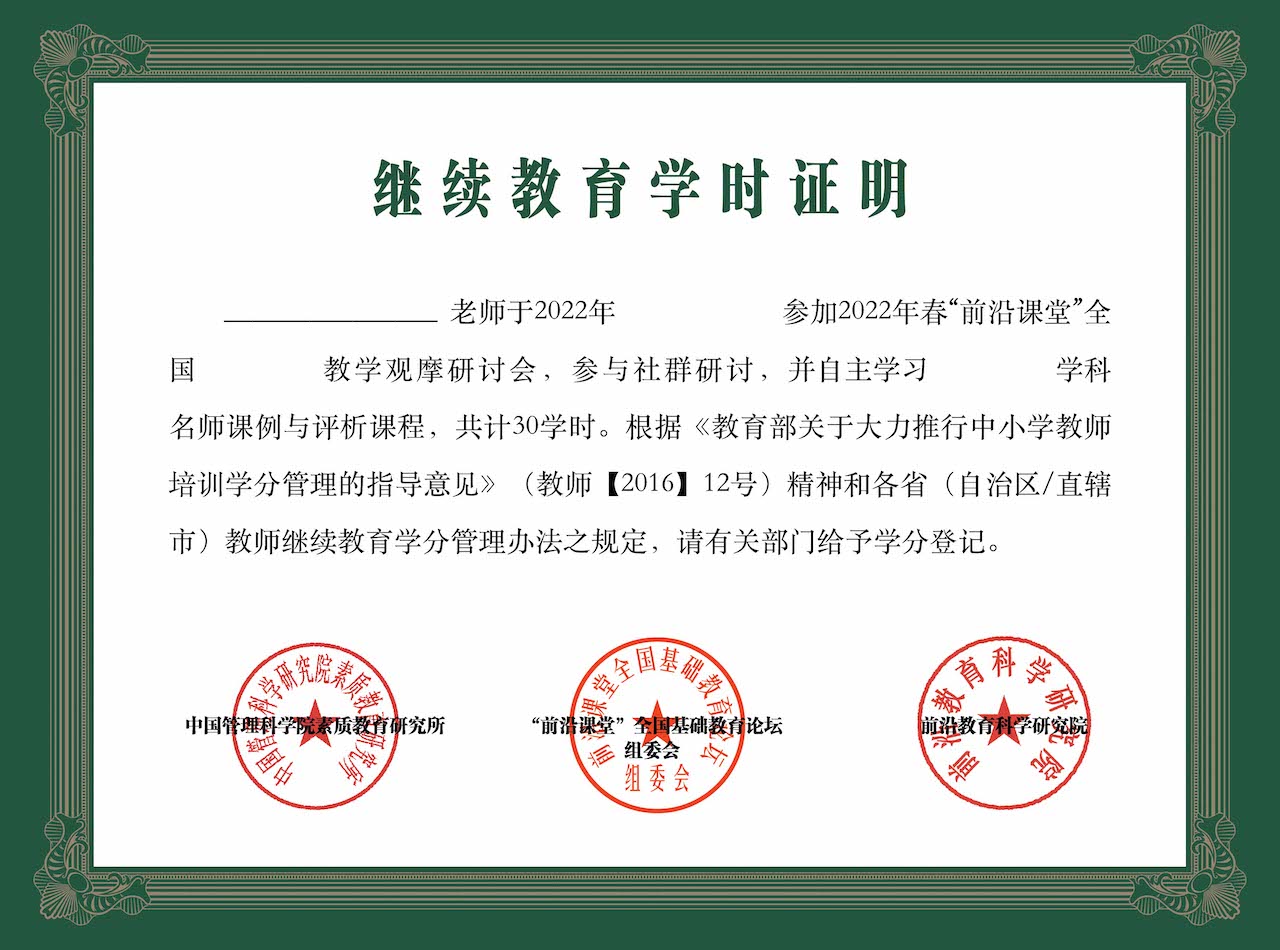 继续教育学时证明
老师于2022年 参加2022年春“前沿课堂”全
国 教学观摩研讨会，参与社群研讨，并自主学习 学科
名师课例与评析课程，共计30学时。根据《教育部关于大力推行中小学教师
培训学分管理的指导意见》（教师【2016】12号）精神和各省（自治区/直辖
市）教师继续教育学分管理办法之规定，请有关部门给予学分登记。
中国管理科学研究院素质教育研究所
中国管理科学院素质教育研究所
前沿课堂全国基础教育论坛
“前沿课堂”全国基础教育论坛
组委会
组委会
前沿教育科学研究院
前沿教育科学研究院